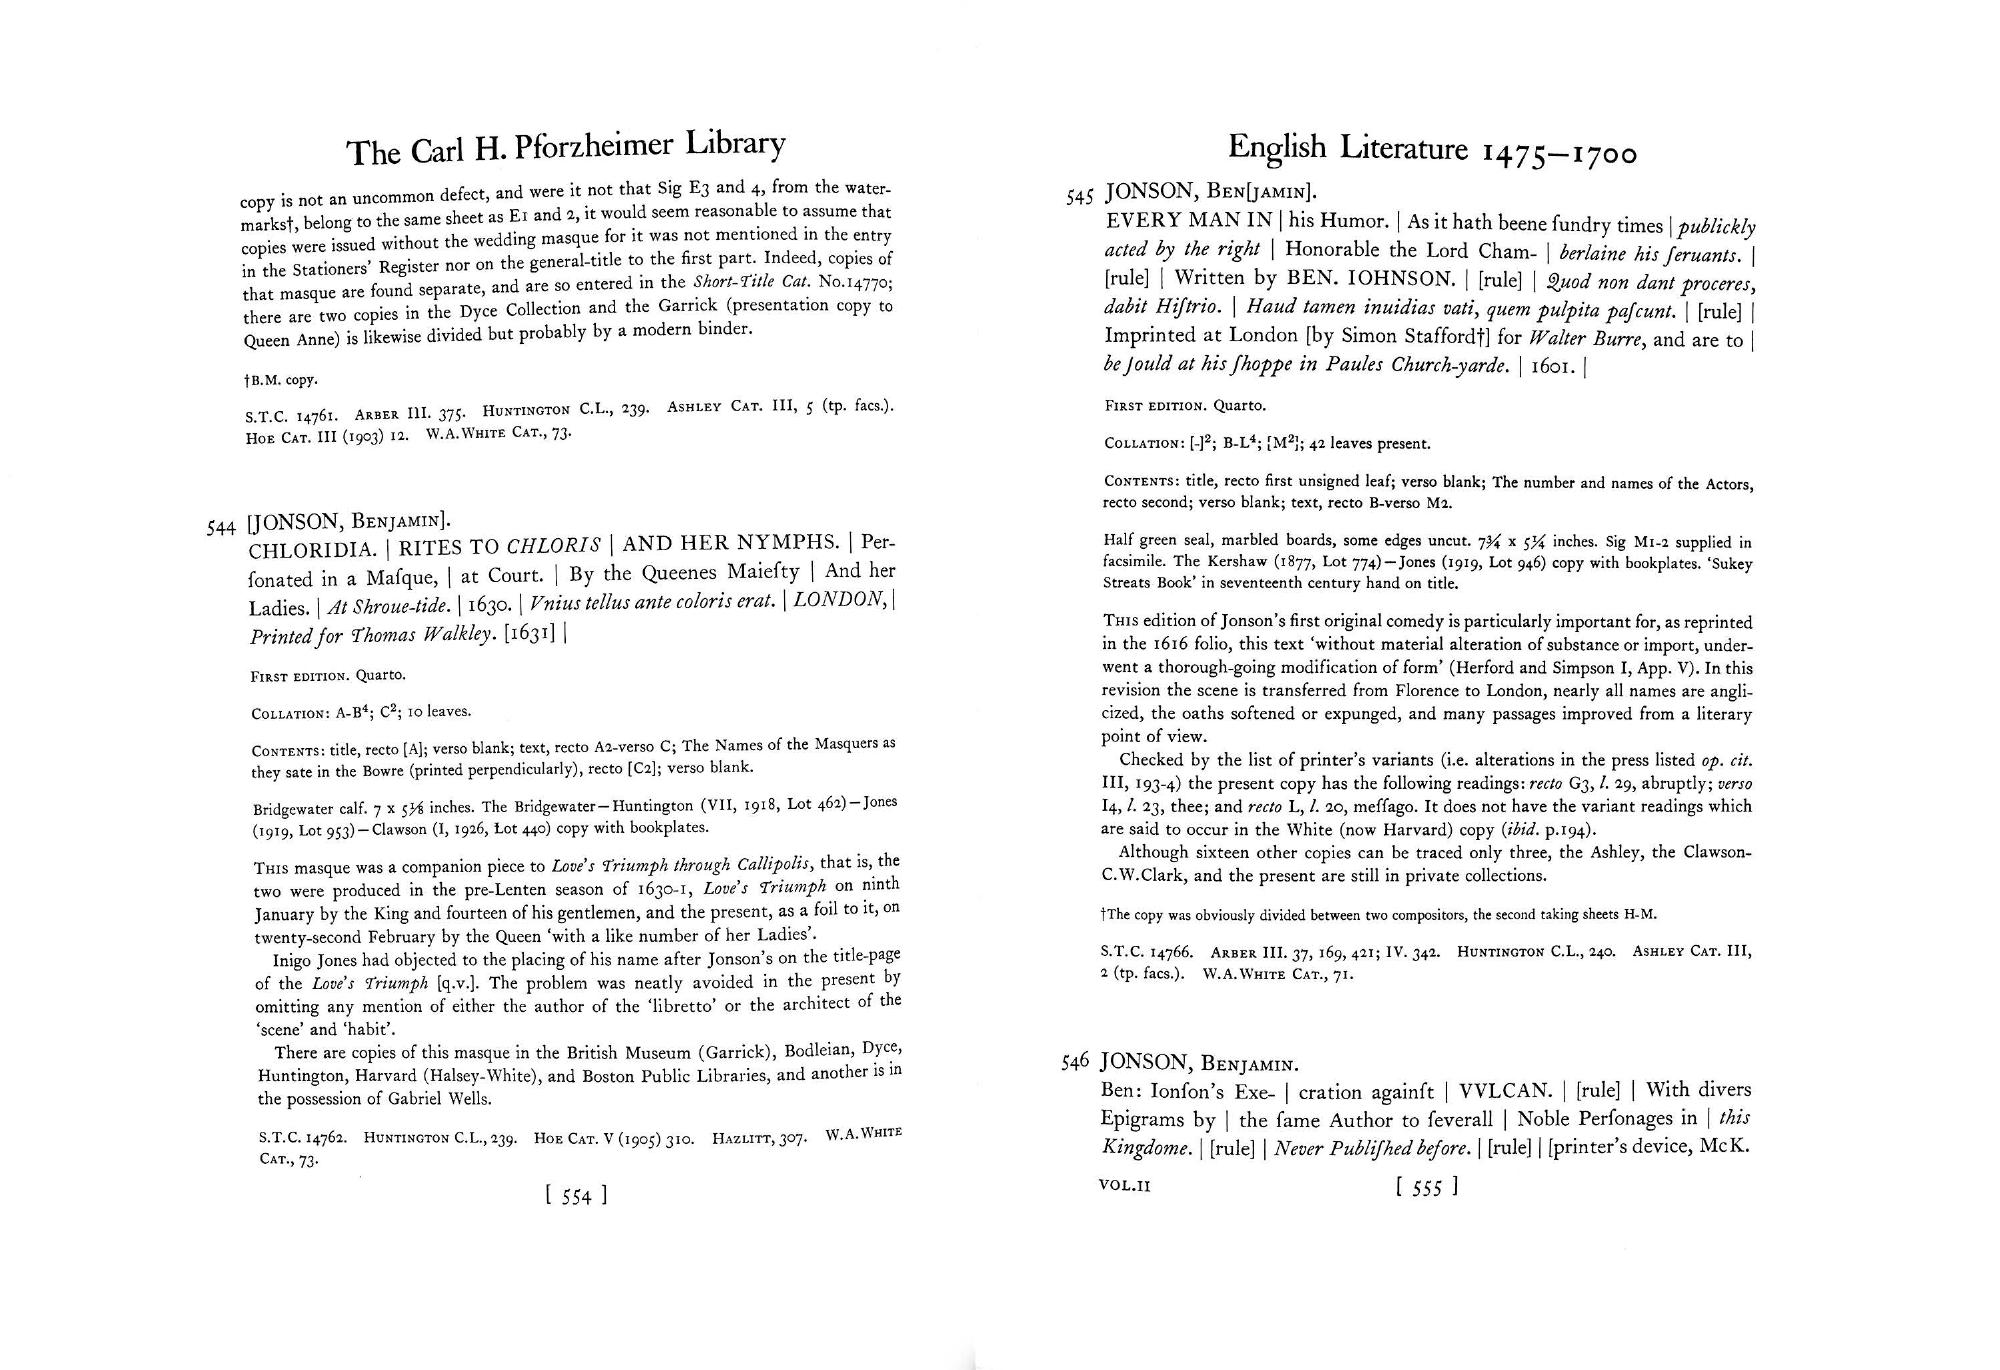 The Carl H. Pforzheimer Library
copy is not an uncommon defect, and were it not that Sig E3 and 4, from the water-
marks†, belong to the same sheet as E1 and 2, it would seem reasonable to assume that
copies were issued without the wedding masque for it was not mentioned in the entry
in the Stationers' Register nor on the general-title to the first part. Indeed, copies of
that masque are found separate, and are so entered in the Short-Title Cat. No.14770;
there are two copies in the Dyce Collection and the Garrick (presentation copy to
Queen Anne) is likewise divided but probably by a modern binder.
†B.M. copy.
S.T.C. 14761. ARBER III. 375. HUNTINGTON C.L., 239. ASHLEY CAT. III, 5 (tp. facs.).
HOE CAT. III (1903) 12. W.A.WHITE CAT., 73.
544 [JONSON, BENJAMIN].
CHLORIDIA. | RITES TO CHLORIS | AND HER NYMPHS. | Per-
ſonated in a Maſque, | at Court. | By the Queenes Maieſty | And her
Ladies. | At Shroue-tide. | 1630. | Vnius tellus ante coloris erat. | LONDON, |
Printed for Thomas Walkley. [1631] |
FIRST EDITION. Quarto.
COLLATION: A-B⁴; C²; 10 leaves.
CONTENTS: title, recto [A]; verso blank; text, recto A2-verso C; The Names of the Masquers as
they sate in the Bowre (printed perpendicularly), recto [C2]; verso blank.
Bridgewater calf. 7 x 5⅛ inches. The Bridgewater—Huntington (VII, 1918, Lot 462)—Jones
(1919, Lot 953)—Clawson (I, 1926, Lot 440) copy with bookplates.
THIS masque was a companion piece to Love's Triumph through Callipolis, that is, the
two were produced in the pre-Lenten season of 1630-1, Love's Triumph on ninth
January by the King and fourteen of his gentlemen, and the present, as a foil to it, on
twenty-second February by the Queen 'with a like number of her Ladies'.
Inigo Jones had objected to the placing of his name after Jonson's on the title-page
of the Love's Triumph [q.v.]. The problem was neatly avoided in the present by
omitting any mention of either the author of the 'libretto' or the architect of the
'scene' and 'habit'.
There are copies of this masque in the British Museum (Garrick), Bodleian, Dyce,
Huntington, Harvard (Halsey-White), and Boston Public Libraries, and another is in
the possession of Gabriel Wells.
S.T.C. 14762. HUNTINGTON C.L., 239. HOE CAT. V (1905) 310. HAZLITT, 307. W.A.WHITE
CAT., 73.
[ 554 ]
English Literature 1475—1700
545 JONSON, BEN[JAMIN].
EVERY MAN IN | his Humor. | As it hath beene ſundry times | publickly
acted by the right | Honorable the Lord Cham- | berlaine his ſeruants. |
[rule] | Written by BEN. IOHNSON. | [rule] | Quod non dant proceres,
dabit Hiſtrio. | Haud tamen inuidias vati, quem pulpita paſcunt. | [rule] |
Imprinted at London [by Simon Stafford†] for Walter Burre, and are to |
be ſould at his ſhoppe in Paules Church-yarde. | 1601. |
FIRST EDITION. Quarto.
COLLATION: [-]²; B-L⁴; [M²]; 42 leaves present.
CONTENTS: title, recto first unsigned leaf; verso blank; The number and names of the Actors,
recto second; verso blank; text, recto B-verso M2.
Half green seal, marbled boards, some edges uncut. 7¾ x 5¼ inches. Sig M1-2 supplied in
facsimile. The Kershaw (1877, Lot 774)—Jones (1919, Lot 946) copy with bookplates. 'Sukey
Streats Book' in seventeenth century hand on title.
THIS edition of Jonson's first original comedy is particularly important for, as reprinted
in the 1616 folio, this text 'without material alteration of substance or import, under-
went a thorough-going modification of form' (Herford and Simpson I, App. V). In this
revision the scene is transferred from Florence to London, nearly all names are angli-
cized, the oaths softened or expunged, and many passages improved from a literary
point of view.
Checked by the list of printer's variants (i.e. alterations in the press listed op. cit.
III, 193-4) the present copy has the following readings: recto G3, l. 29, abruptly; verso
I4, l. 23, thee; and recto L, l. 20, meſſago. It does not have the variant readings which
are said to occur in the White (now Harvard) copy (ibid. p.194).
Although sixteen other copies can be traced only three, the Ashley, the Clawson-
C.W.Clark, and the present are still in private collections.
†The copy was obviously divided between two compositors, the second taking sheets H-M.
S.T.C. 14766. ARBER III. 37, 169, 421; IV. 342. HUNTINGTON C.L., 240. ASHLEY CAT. III,
2 (tp. facs.). W.A.WHITE CAT., 71.
546 JONSON, BENJAMIN.
Ben: Ionſon's Exe- | cration againſt | VVLCAN. | [rule] | With divers
Epigrams by | the ſame Author to ſeverall | Noble Perſonages in | this
Kingdome. | [rule] | Never Publiſhed before. | [rule] | [printer's device, McK.
VOL.II
[ 555 ]